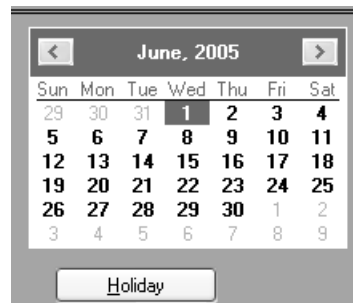 June, 2005
Sun Mon Tue Wed Thu Fri Sat
29 30 31 1 2 3 4
5 6 7 8 9 10 11
12 13 14 15 16 17 18
19 20 21 22 23 24 25
26 27 28 29 30 1 2
3 4 5 6 7 8 9
Holiday